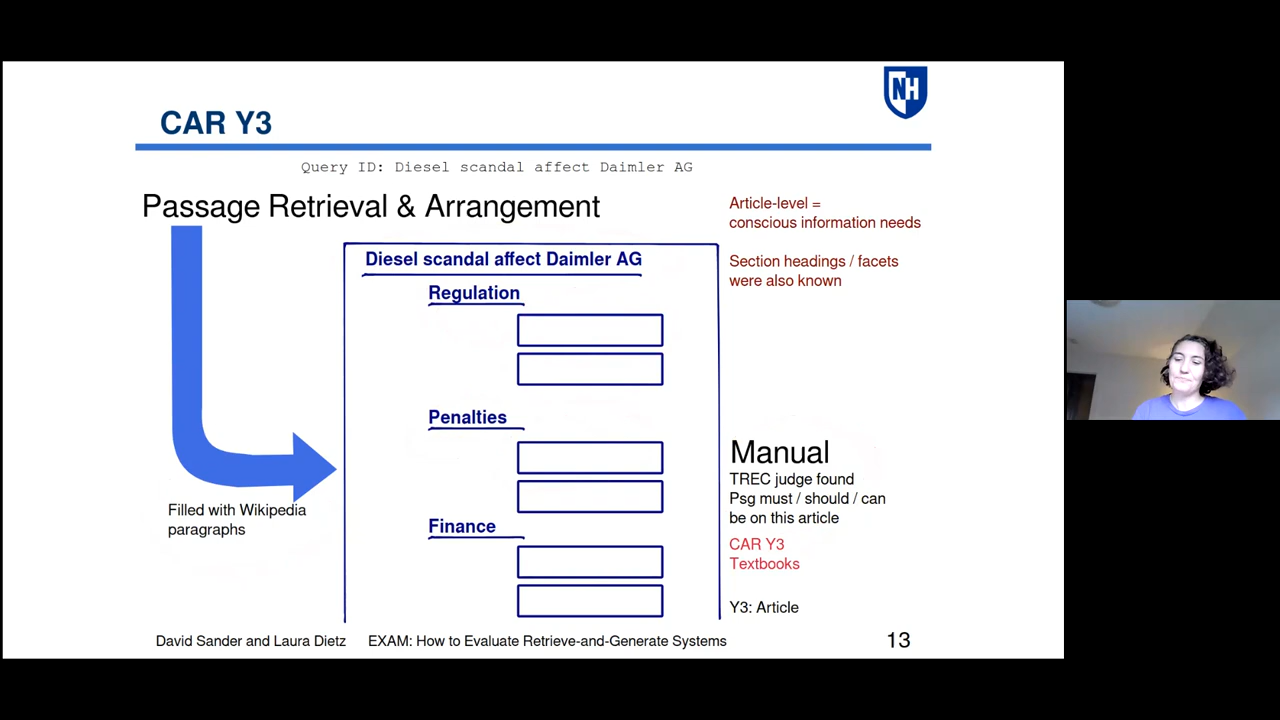 NH
CAR Y3
Query ID: Diesel scandal affect Daimler AG
Passage Retrieval & Arrangement
Article-level =
conscious information needs
Section headings / facets
were also known
Diesel scandal affect Daimler AG
Regulation
Penalties
Finance
Filled with Wikipedia
paragraphs
Manual
TREC judge found
Psg must / should / can
be on this article
CAR Y3
Textbooks
Y3: Article
David Sander and Laura Dietz EXAM: How to Evaluate Retrieve-and-Generate Systems 13